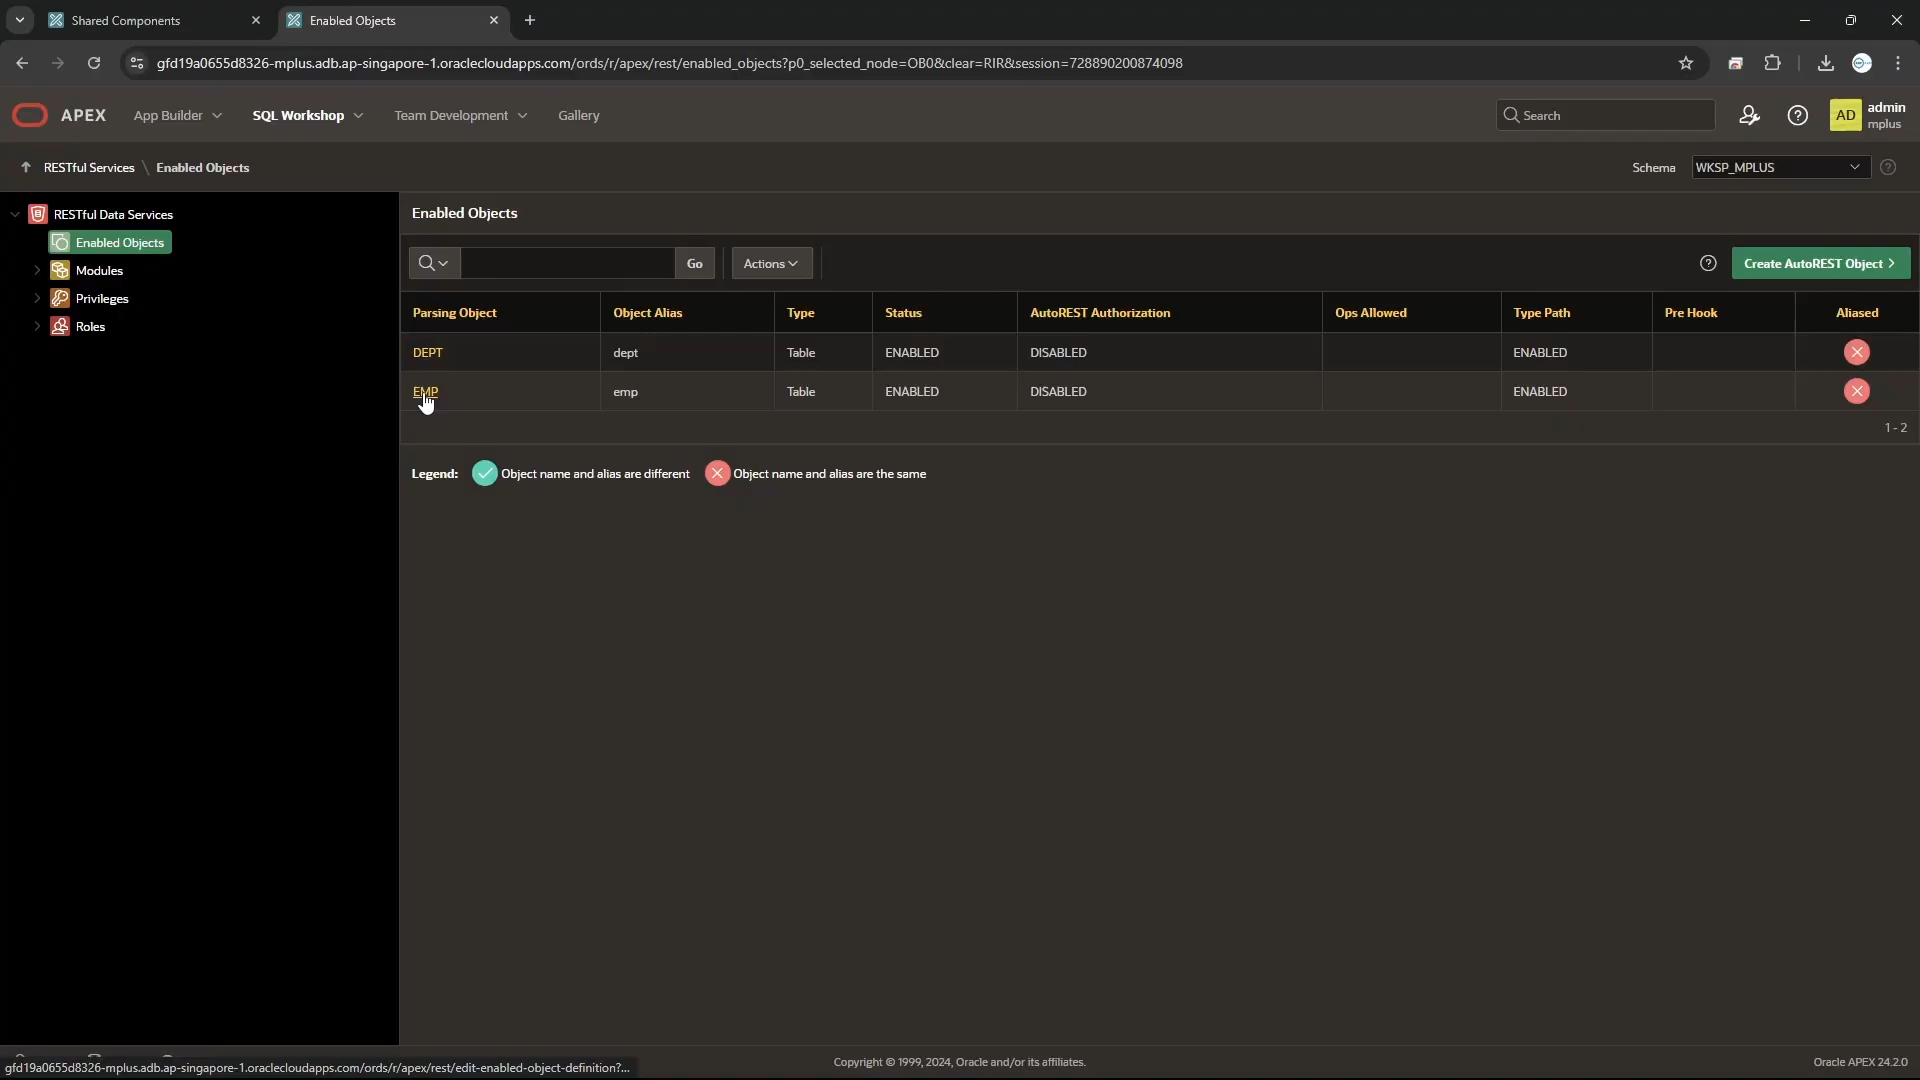 Shared Components
Enabled Objects
gfd19a0655d8326-mplus.adb.ap-singapore-1.oraclecloudapps.com/ords/r/apex/rest/enabled_objects?p0_selected_node=OB0&clear=RIR&session=728890200874098
APEX App Builder SQL Workshop Team Development Gallery Search AD admin mplus
RESTful Services \ Enabled Objects Schema WKSP_MPLUS
RESTful Data Services
Enabled Objects
Modules
Privileges
Roles
Enabled Objects
Go Actions Create AutoREST Object
Parsing Object Object Alias Type Status AutoREST Authorization Ops Allowed Type Path Pre Hook Aliased
DEPT dept Table ENABLED DISABLED ENABLED
EMP emp Table ENABLED DISABLED ENABLED
1 - 2
Legend: Object name and alias are different Object name and alias are the same
gfd19a0655d8326-mplus.adb.ap-singapore-1.oraclecloudapps.com/ords/r/apex/rest/edit-enabled-object-definition?...
Copyright © 1999, 2024, Oracle and/or its affiliates.
Oracle APEX 24.2.0